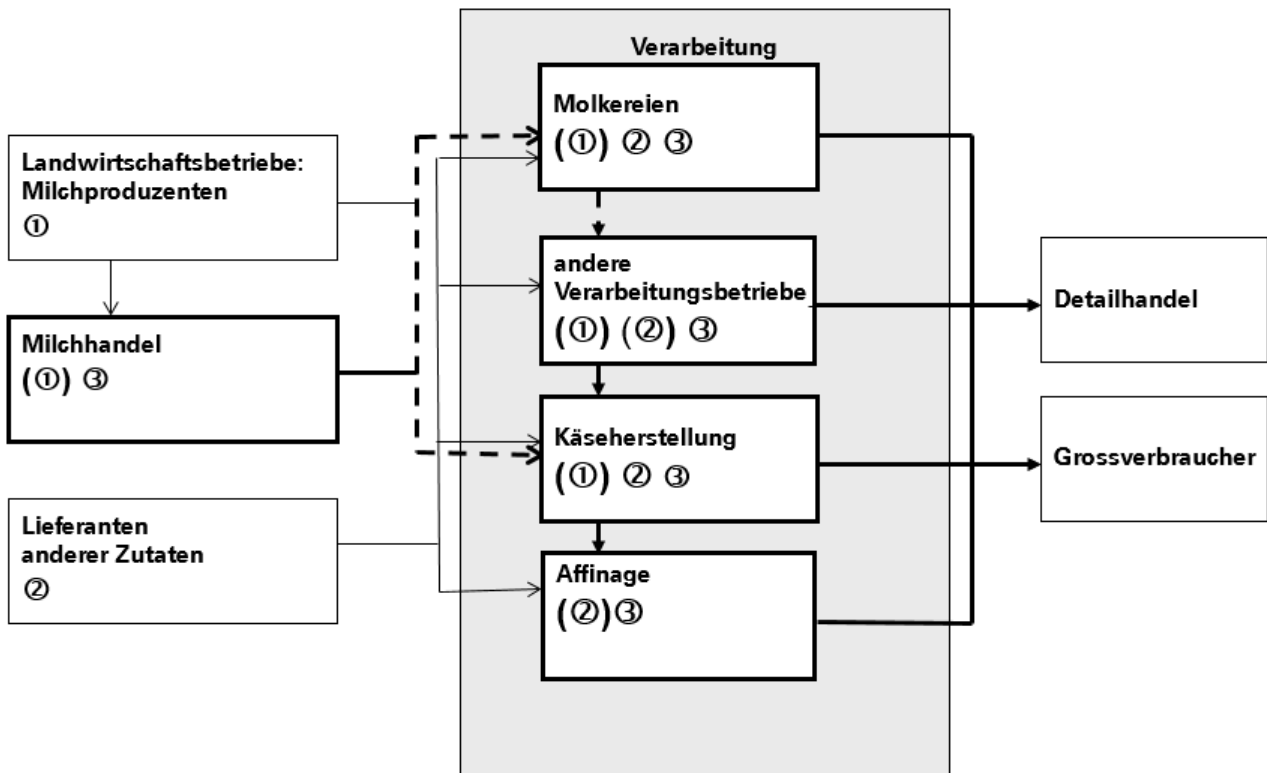 Verarbeitung
Molkereien
(①) ② ③
Landwirtschaftsbetriebe:
Milchproduzenten
①
andere
Verarbeitungsbetriebe
(①) (②) ③
Detailhandel
Milchhandel
(①) ③
Käseherstellung
(①) ② ③
Grossverbraucher
Lieferanten
anderer Zutaten
②
Affinage
(②)③